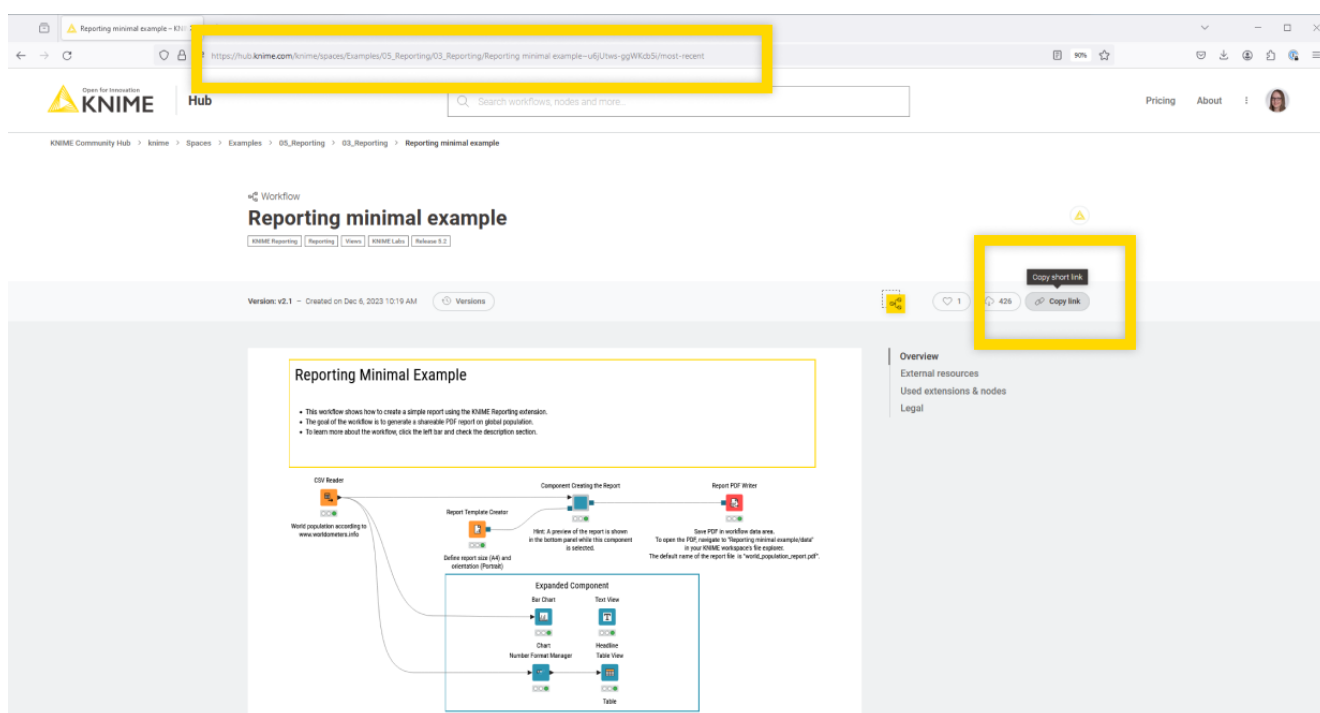 Reporting minimal example – KNI
https://hub.knime.com/knime/spaces/Examples/05_Reporting/03_Reporting/Reporting minimal example~u6jUtws-ggWKcbSi/most-recent
90%
Open for Innovation
KNIME
Hub
Search workflows, nodes and more...
Pricing
About
KNIME Community Hub > knime > Spaces > Examples > 05_Reporting > 03_Reporting > Reporting minimal example
Workflow
Reporting minimal example
KNIME Reporting
Reporting
Views
KNIME Labs
Release 5.2
Copy short link
Version: v2.1 – Created on Dec 6, 2023 10:19 AM
Versions
1
426
Copy link
Overview
External resources
Used extensions & nodes
Legal
Reporting Minimal Example
• This workflow shows how to create a simple report using the KNIME Reporting extension.
• The goal of the workflow is to generate a shareable PDF report on global population.
• To learn more about the workflow, click the left bar and check the description section.
CSV Reader
World population according to
www.worldometers.info
Report Template Creator
Define report size (A4) and
orientation (Portrait)
Component Creating the Report
Hint: A preview of the report is shown
in the bottom panel while this component
is selected.
Report PDF Writer
Save PDF in workflow data area.
To open the PDF, navigate to "Reporting minimal example/data"
in your KNIME workspace's file explorer.
The default name of the report file is "world_population_report.pdf".
Expanded Component
Bar Chart
Chart
Text View
Headline
Number Format Manager
Table View
Table